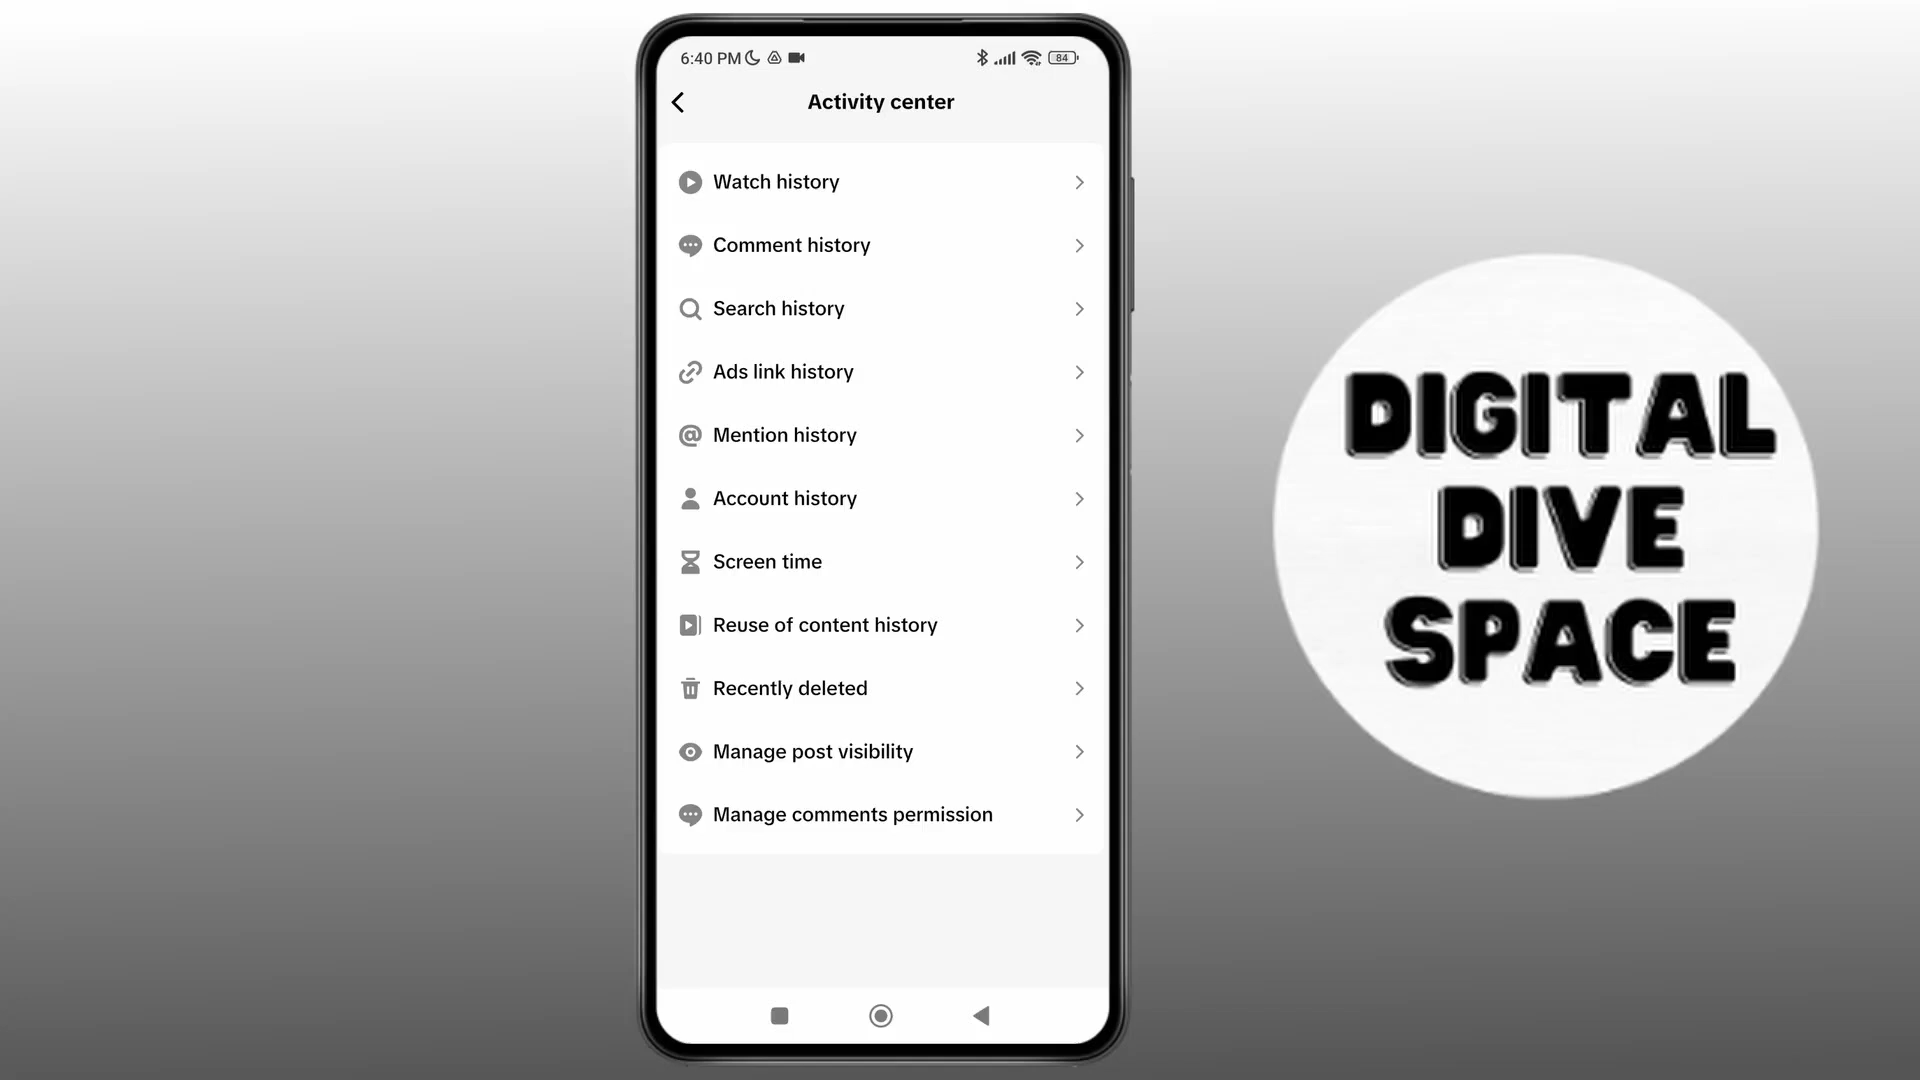 6:40 PM
84
Activity center
Watch history
Comment history
Search history
Ads link history
Mention history
Account history
Screen time
Reuse of content history
Recently deleted
Manage post visibility
Manage comments permission
DIGITAL
DIVE
SPACE